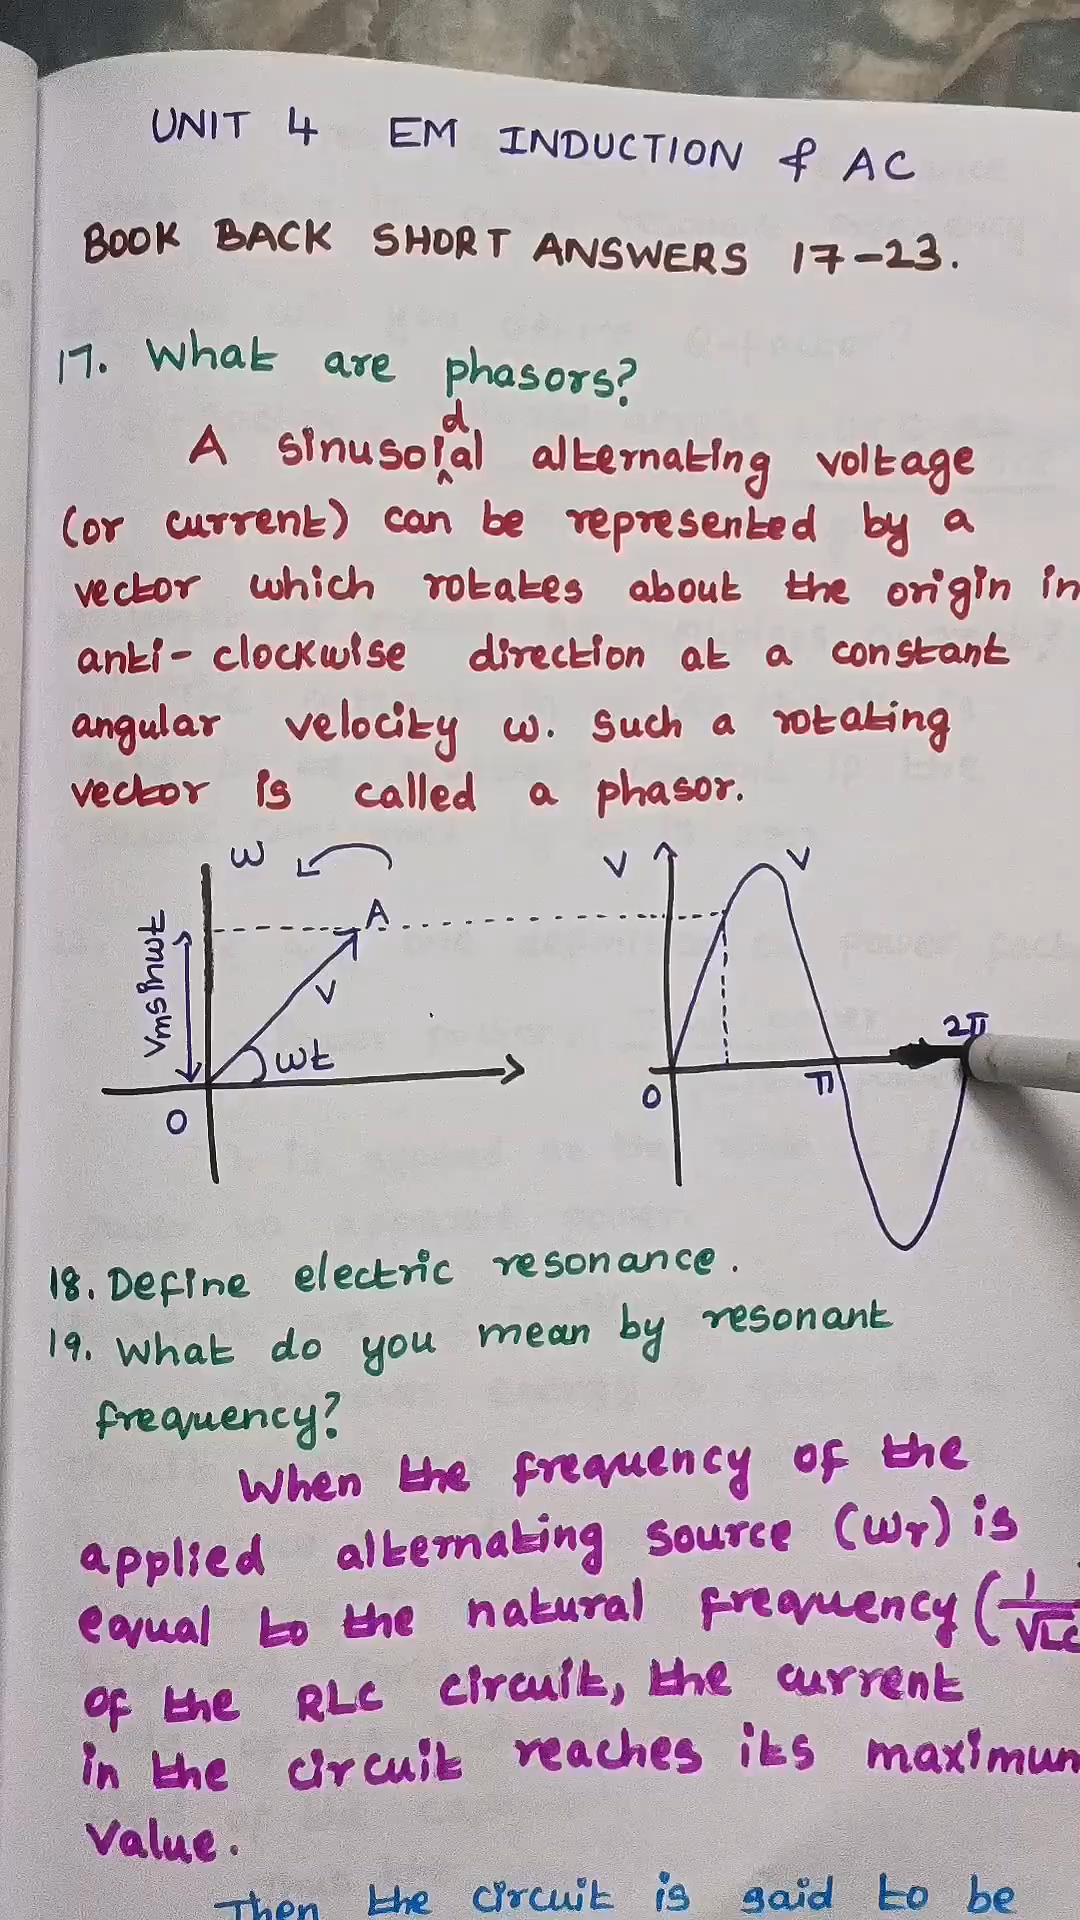 UNIT 4 EM INDUCTION & AC
BOOK BACK SHORT ANSWERS 17-23.
17. What are phasors?
A sinusoidal alternating voltage
(or current) can be represented by a
vector which rotates about the origin in
anti-clockwise direction at a constant
angular velocity ω. Such a rotating
vector is called a phasor.
ω
A
Vmsinωt
V
ωt
O
V
V
O
π
2π
18. Define electric resonance.
19. What do you mean by resonant
frequency?
When the frequency of the
applied alternating source (ωr) is
equal to the natural frequency (1/√LC
of the RLC circuit, the current
in the circuit reaches its maximum
value.
Then the circuit is said to be